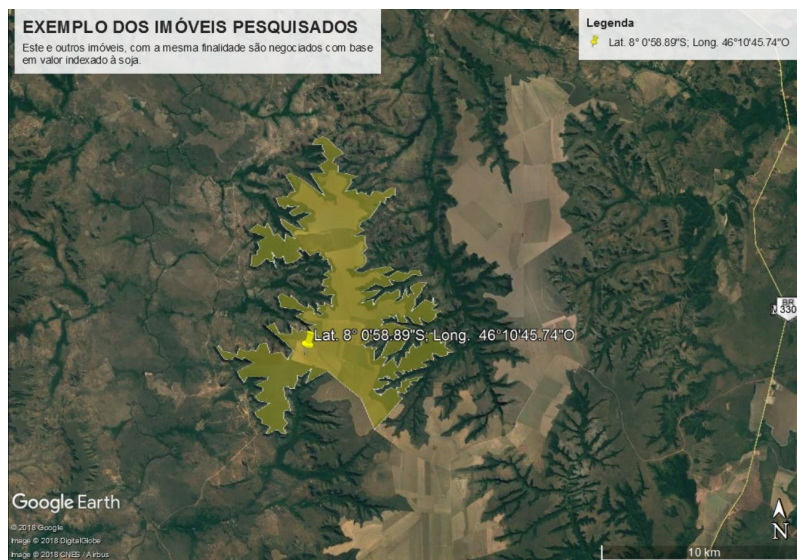 EXEMPLO DOS IMÓVEIS PESQUISADOS
Este e outros imóveis, com a mesma finalidade são negociados com base
em valor indexado à soja.
Legenda
Lat. 8° 0'58.89"S; Long. 46°10'45.74"O
Lat. 8° 0'58.89"S; Long. 46°10'45.74"O
BR
330
Google Earth
© 2018 Google
Image © 2018 DigitalGlobe
Image © 2018 CNES / Airbus
10 km
N